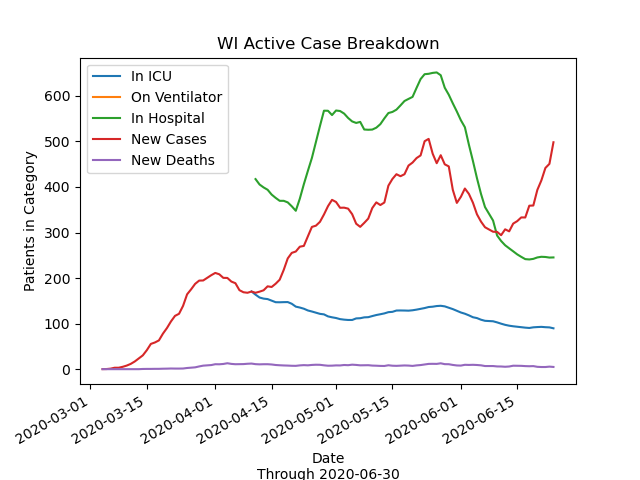 WI Active Case Breakdown
In ICU
On Ventilator
In Hospital
New Cases
New Deaths
Patients in Category
600
500
400
300
200
100
0
2020-03-01
2020-03-15
2020-04-01
2020-04-15
2020-05-01
2020-05-15
2020-06-01
2020-06-15
Date
Through 2020-06-30